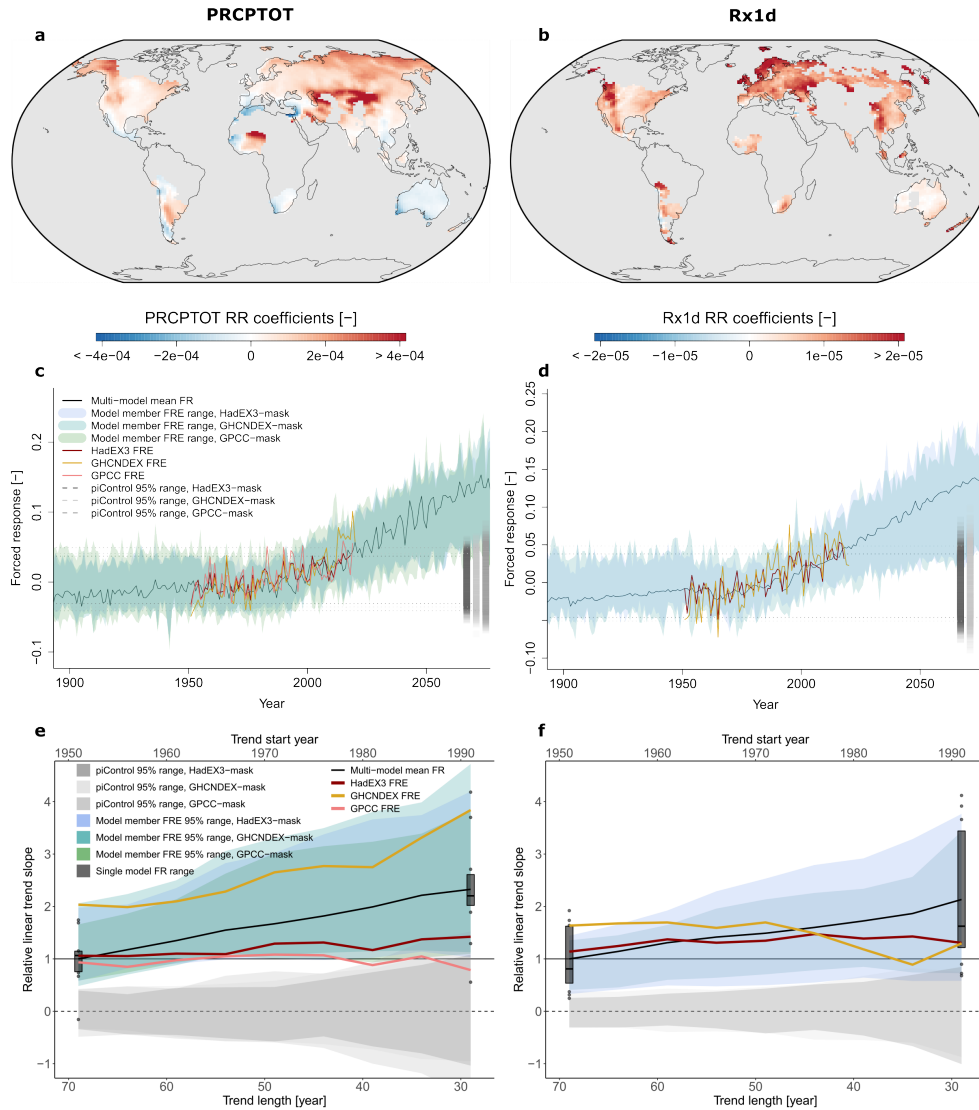 PRCPTOT
Rx1d
a
b
PRCPTOT RR coefficients [−]
< −4e−04 −2e−04 0 2e−04 >4e−04
Rx1d RR coefficients [−]
< −2e−05 −1e−05 0 1e−05 > 2e−05
c
Multi−model mean FR
Model member FRE range, HadEX3−mask
Model member FRE range, GHCNDEX−mask
Model member FRE range, GPCC−mask
HadEX3 FRE
GHCNDEX FRE
GPCC FRE
piControl 95% range, HadEX3−mask
piControl 95% range, GHCNDEX−mask
piControl 95% range, GPCC−mask
Forced response [−]
0.2
0.1
0.0
−0.1
1900 1950 2000 2050
Year
d
Forced response [−]
0.25
0.20
0.15
0.10
0.05
0.00
−0.05
−0.10
1900 1950 2000 2050
Year
e
Trend start year
1950 1960 1970 1980 1990
piControl 95% range, HadEX3−mask
piControl 95% range, GHCNDEX−mask
piControl 95% range, GPCC−mask
Model member FRE 95% range, HadEX3−mask
Model member FRE 95% range, GHCNDEX−mask
Model member FRE 95% range, GPCC−mask
Single model FR range
Multi−model mean FR
HadEX3 FRE
GHCNDEX FRE
GPCC FRE
Relative linear trend slope
4
3
2
1
0
−1
70 60 50 40 30
Trend length [year]
f
Trend start year
1950 1960 1970 1980 1990
Relative linear trend slope
4
3
2
1
0
−1
70 60 50 40 30
Trend length [year]